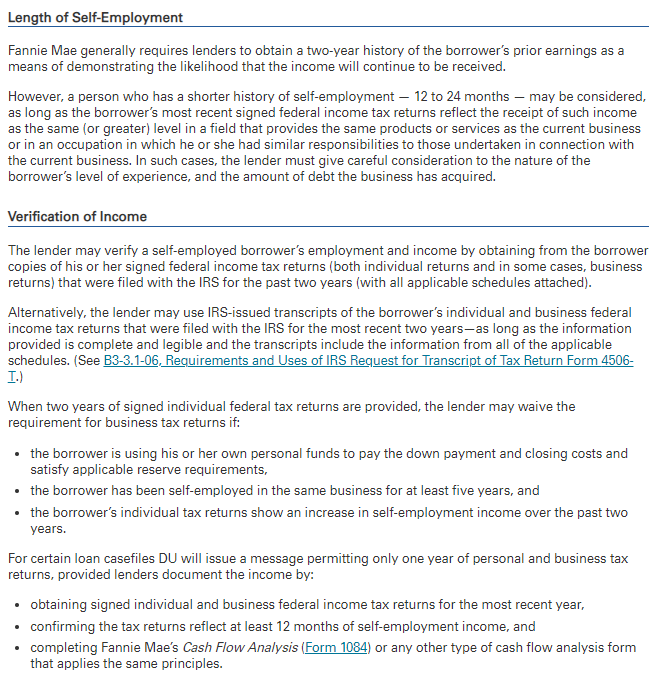 Length of Self-Employment
Fannie Mae generally requires lenders to obtain a two-year history of the borrower's prior earnings as a
means of demonstrating the likelihood that the income will continue to be received.
However, a person who has a shorter history of self-employment — 12 to 24 months — may be considered,
as long as the borrower's most recent signed federal income tax returns reflect the receipt of such income
as the same (or greater) level in a field that provides the same products or services as the current business
or in an occupation in which he or she had similar responsibilities to those undertaken in connection with
the current business. In such cases, the lender must give careful consideration to the nature of the
borrower's level of experience, and the amount of debt the business has acquired.
Verification of Income
The lender may verify a self-employed borrower's employment and income by obtaining from the borrower
copies of his or her signed federal income tax returns (both individual returns and in some cases, business
returns) that were filed with the IRS for the past two years (with all applicable schedules attached).
Alternatively, the lender may use IRS-issued transcripts of the borrower's individual and business federal
income tax returns that were filed with the IRS for the most recent two years—as long as the information
provided is complete and legible and the transcripts include the information from all of the applicable
schedules. (See B3-3.1-06, Requirements and Uses of IRS Request for Transcript of Tax Return Form 4506-
T.)
When two years of signed individual federal tax returns are provided, the lender may waive the
requirement for business tax returns if:
• the borrower is using his or her own personal funds to pay the down payment and closing costs and
satisfy applicable reserve requirements,
• the borrower has been self-employed in the same business for at least five years, and
• the borrower's individual tax returns show an increase in self-employment income over the past two
years.
For certain loan casefiles DU will issue a message permitting only one year of personal and business tax
returns, provided lenders document the income by:
• obtaining signed individual and business federal income tax returns for the most recent year,
• confirming the tax returns reflect at least 12 months of self-employment income, and
• completing Fannie Mae's Cash Flow Analysis (Form 1084) or any other type of cash flow analysis form
that applies the same principles.